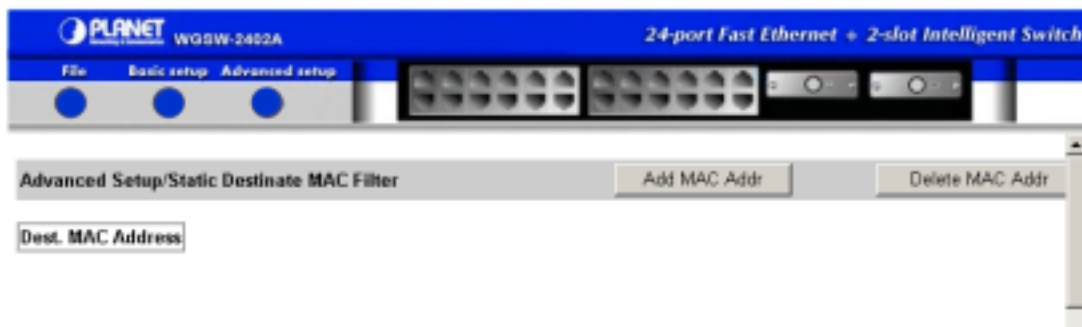 PLANET WGSW-2402A
24-port Fast Ethernet + 2-slot Intelligent Switch
File Basic setup Advanced setup
Advanced Setup/Static Destinate MAC Filter
Add MAC Addr
Delete MAC Addr
Dest. MAC Address